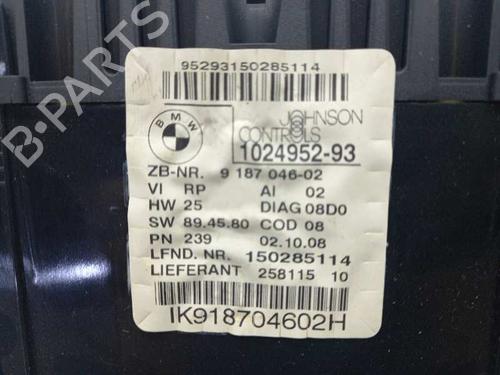 B-PARTS
95293150285114
BMW
JOHNSON
CONTROLS
1024952-93
ZB-NR. 9 187 046-02
VI RP AI 02
HW 25 DIAG 08D0
SW 89.45.80 COD 08
PN 239 02.10.08
LFND. NR. 150285114
LIEFERANT 258115 10
IK918704602H